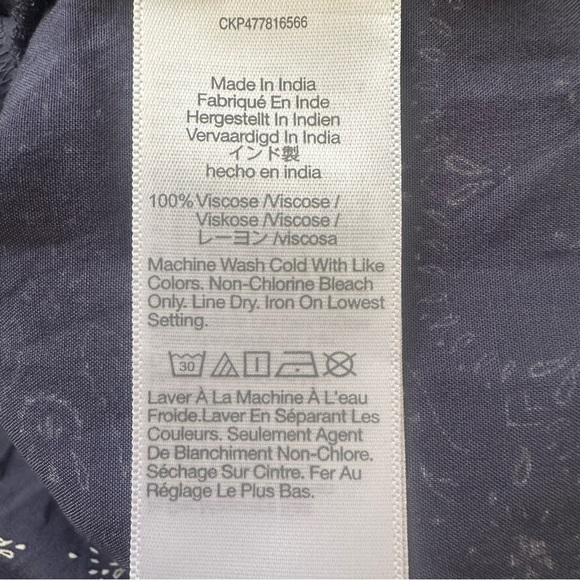 CKP477816566
Made In India
Fabriqué En Inde
Hergestellt In Indien
Vervaardigd In India
インド製
hecho en india
100% Viscose /Viscose /
Viskose /Viscose /
レーヨン /viscosa
Machine Wash Cold With Like
Colors. Non-Chlorine Bleach
Only. Line Dry. Iron On Lowest
Setting.
30
Laver À La Machine À L'eau
Froide.Laver En Séparant Les
Couleurs. Seulement Agent
De Blanchiment Non-Chlore.
Séchage Sur Cintre. Fer Au
Réglage Le Plus Bas.